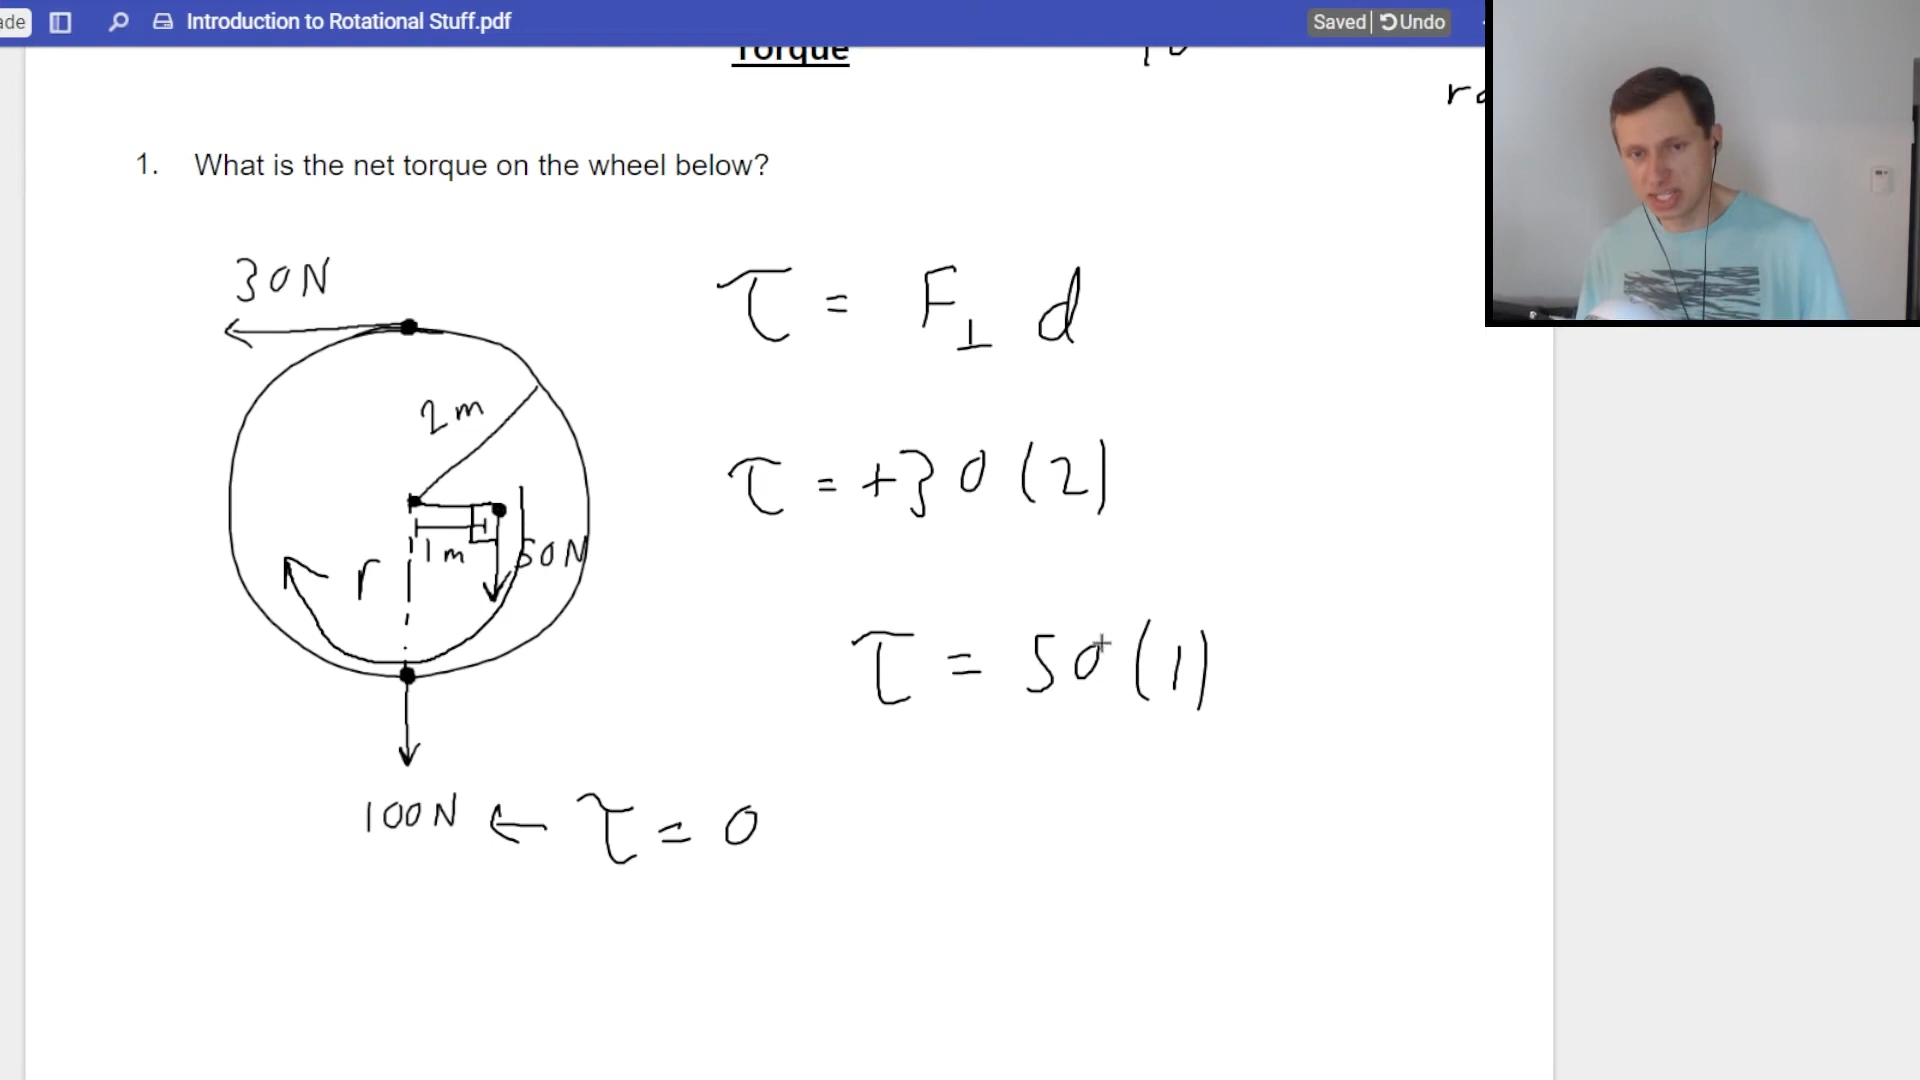 ade Introduction to Rotational Stuff.pdf Saved Undo
Torque
1. What is the net torque on the wheel below?
30N
τ = F⊥ d
2m
τ = +30(2)
1m
50N
r
τ = 50(1)
100N ← τ = 0